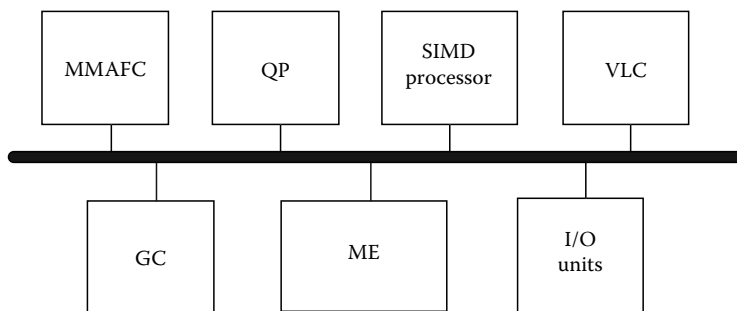 MMAFC
QP
SIMD
processor
VLC
GC
ME
I/O
units